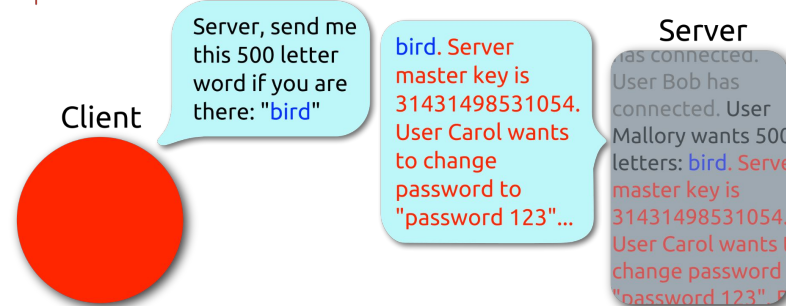 Client
Server, send me
this 500 letter
word if you are
there: "bird"
bird. Server
master key is
31431498531054.
User Carol wants
to change
password to
"password 123"...
Server
has connected.
User Bob has
connected. User
Mallory wants 500
letters: bird. Serve
master key is
31431498531054.
User Carol wants t
change password
"password 123".